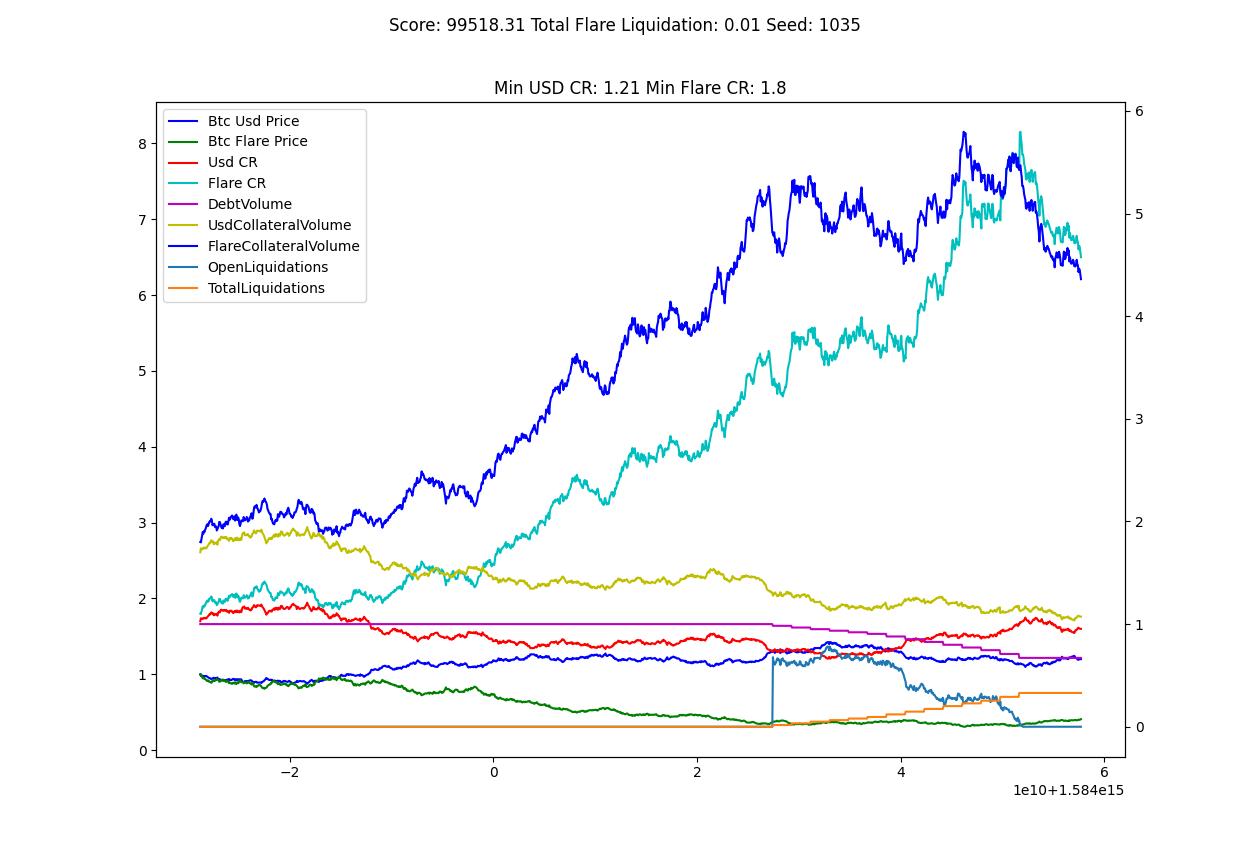 Score: 99518.31 Total Flare Liquidation: 0.01 Seed: 1035
Min USD CR: 1.21 Min Flare CR: 1.8
Btc Usd Price
Btc Flare Price
Usd CR
Flare CR
DebtVolume
UsdCollateralVolume
FlareCollateralVolume
OpenLiquidations
TotalLiquidations
8
7
6
5
4
3
2
1
0
6
5
4
3
2
1
0
−2
0
2
4
6
1e10+1.584e15